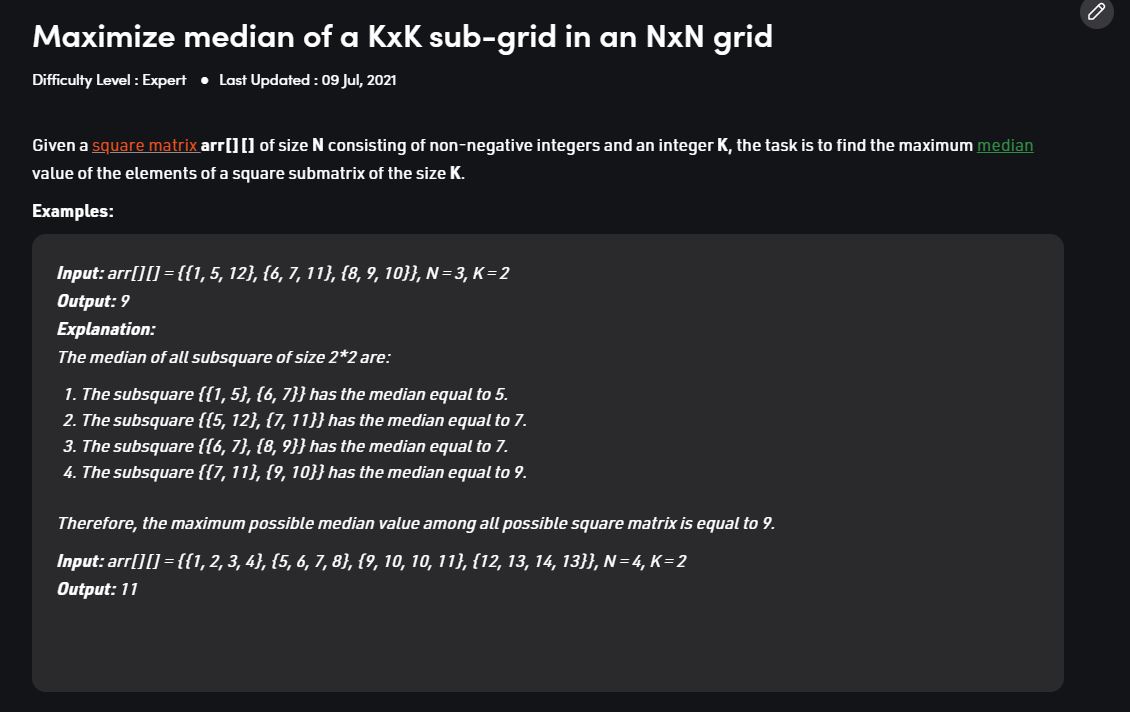 Maximize median of a KxK sub-grid in an NxN grid
Difficulty Level : Expert ● Last Updated : 09 Jul, 2021
Given a square matrix arr[][] of size N consisting of non-negative integers and an integer K, the task is to find the maximum median
value of the elements of a square submatrix of the size K.
Examples:
Input: arr[][] = {{1, 5, 12}, {6, 7, 11}, {8, 9, 10}}, N = 3, K = 2
Output: 9
Explanation:
The median of all subsquare of size 2*2 are:
1. The subsquare {{1, 5}, {6, 7}} has the median equal to 5.
2. The subsquare {{5, 12}, {7, 11}} has the median equal to 7.
3. The subsquare {{6, 7}, {8, 9}} has the median equal to 7.
4. The subsquare {{7, 11}, {9, 10}} has the median equal to 9.
Therefore, the maximum possible median value among all possible square matrix is equal to 9.
Input: arr[][] = {{1, 2, 3, 4}, {5, 6, 7, 8}, {9, 10, 10, 11}, {12, 13, 14, 13}}, N = 4, K = 2
Output: 11